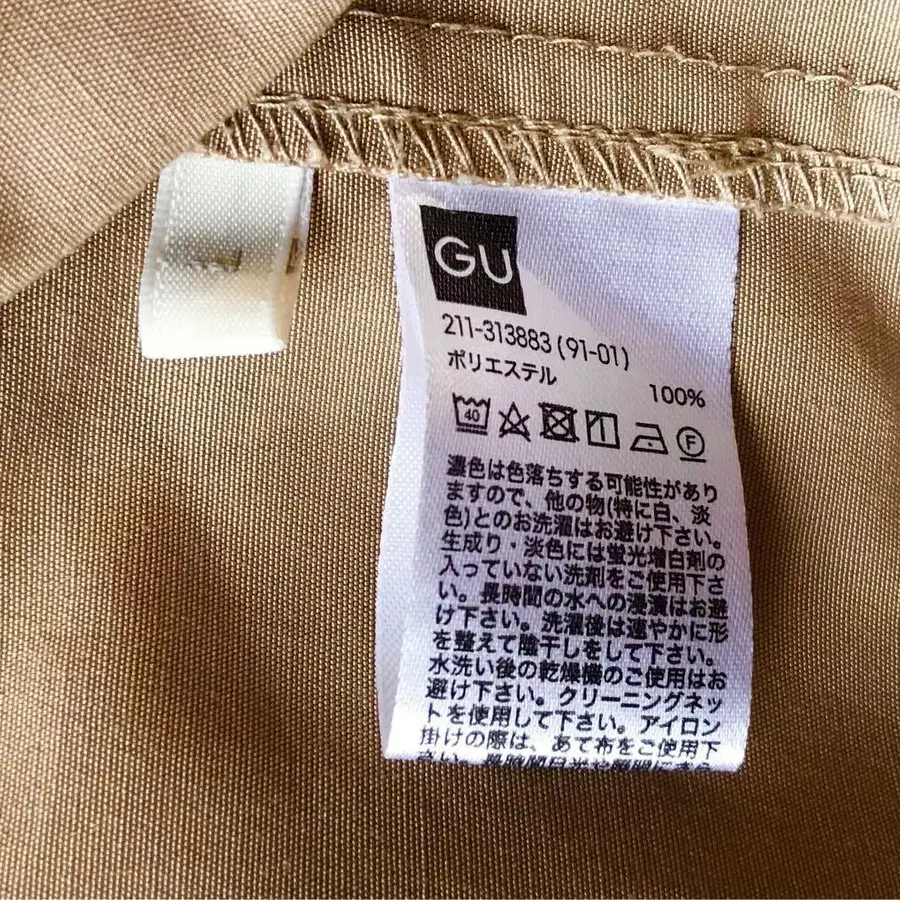 GU
211-313883 (91-01)
ポリエステル
100%
40
F
濃色は色落ちする可能性があり
ますので、他の物(特に白、淡
色)とのお洗濯はお避け下さい。
生成り・淡色には蛍光増白剤の
入っていない洗剤をご使用下さ
い。長時間の水への浸漬はお避
け下さい。洗濯後は速やかに形
を整えて陰干しをして下さい。
水洗い後の乾燥機のご使用はお
避け下さい。クリーニングネッ
トを使用して下さい。アイロン
掛けの際は、あて布をご使用下
さい。長時間